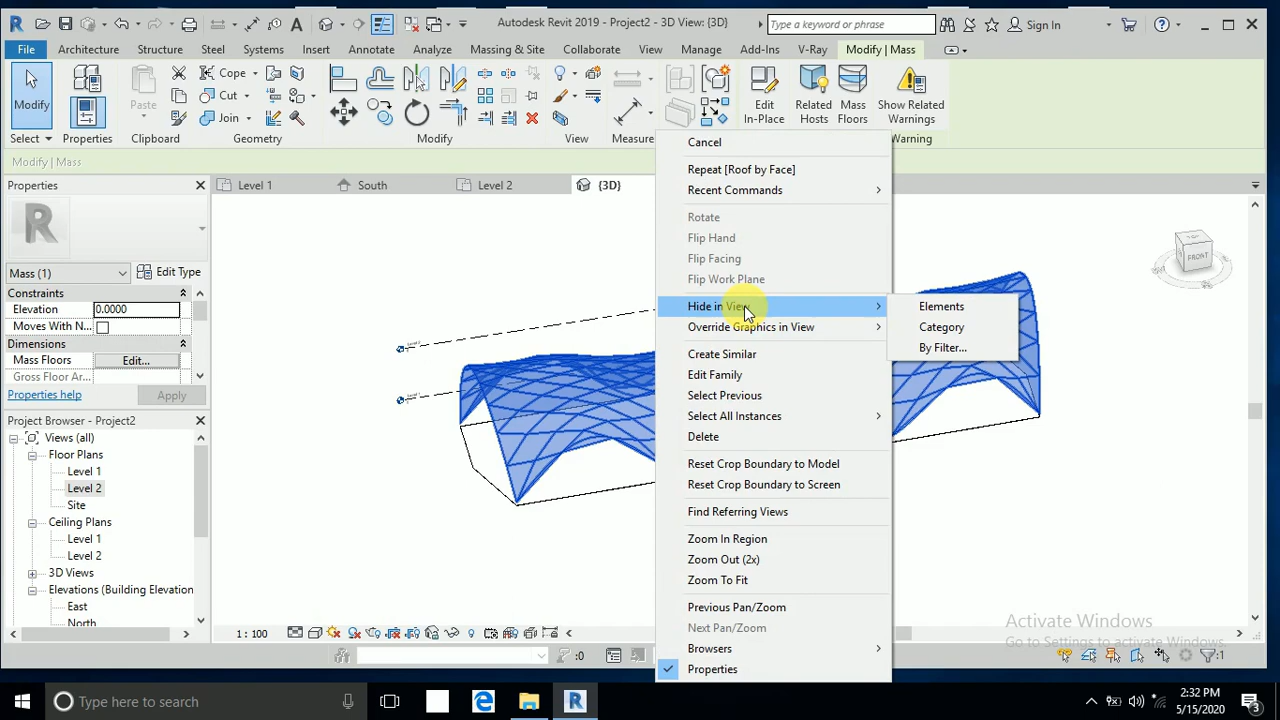 Autodesk Revit 2019 - Project2 - 3D View: {3D}
Type a keyword or phrase
Sign In
File
Architecture
Structure
Steel
Systems
Insert
Annotate
Analyze
Massing & Site
Collaborate
View
Manage
Add-Ins
V-Ray
Modify | Mass
Modify
Select
Properties
Paste
Clipboard
Cope
Cut
Join
Geometry
Modify
View
Measure
Edit
In-Place
Related
Hosts
Mass
Floors
Show Related
Warnings
Warning
Modify | Mass
Properties
Level 1
South
Level 2
{3D}
R
Mass (1)
Edit Type
Constraints
Elevation
0.0000
Moves With N
Dimensions
Mass Floors
Edit...
Gross Floor Ar
Properties help
Apply
Project Browser - Project2
Views (all)
Floor Plans
Level 1
Level 2
Site
Ceiling Plans
Level 1
Level 2
3D Views
Elevations (Building Elevation
East
North
Cancel
Repeat [Roof by Face]
Recent Commands
Rotate
Flip Hand
Flip Facing
Flip Work Plane
Hide in View
Override Graphics in View
Create Similar
Edit Family
Select Previous
Select All Instances
Delete
Reset Crop Boundary to Model
Reset Crop Boundary to Screen
Find Referring Views
Zoom In Region
Zoom Out (2x)
Zoom To Fit
Previous Pan/Zoom
Next Pan/Zoom
Browsers
Properties
Elements
Category
By Filter...
FRONT
1 : 100
Activate Windows
Go to Settings to activate Windows.
:0
:1
Type here to search
2:32 PM
5/15/2020
3